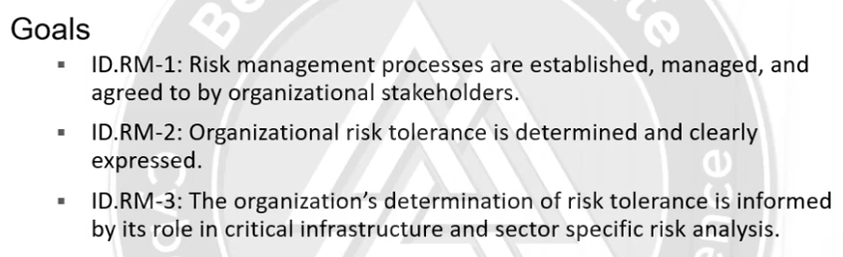 Goals
▪ ID.RM-1: Risk management processes are established, managed, and
agreed to by organizational stakeholders.
▪ ID.RM-2: Organizational risk tolerance is determined and clearly
expressed.
▪ ID.RM-3: The organization's determination of risk tolerance is informed
by its role in critical infrastructure and sector specific risk analysis.